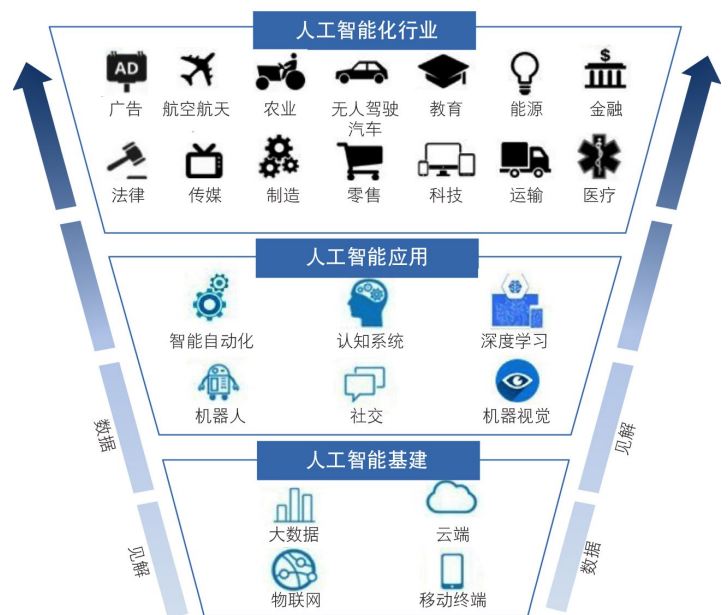 人工智能化行业
AD
$
广告 航空航天 农业 无人驾驶 教育 能源 金融
汽车
法律 传媒 制造 零售 科技 运输 医疗
人工智能应用
智能自动化 认知系统 深度学习
机器人 社交 机器视觉
数据
见解
人工智能基建
大数据 云端
见解
数据
物联网 移动终端